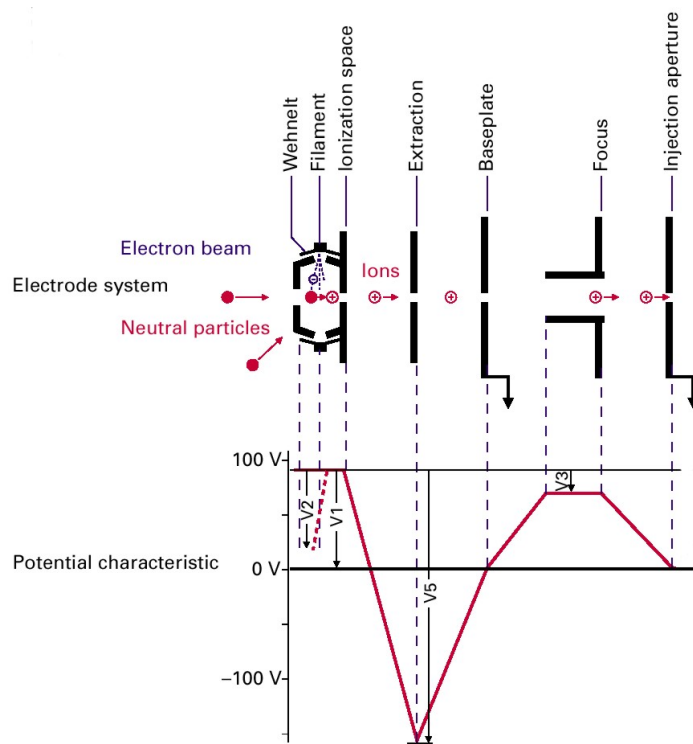 Wehnelt
Filament
Ionization space
Extraction
Baseplate
Focus
Injection aperture
Electron beam
Ions
Electrode system
Neutral particles
100 V
V2
V1
V3
Potential characteristic
0 V
V5
−100 V